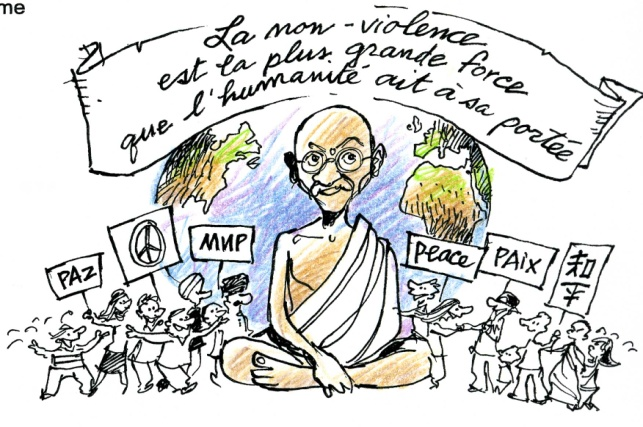 me
La non-violence
est la plus grande force
que l'humanité ait à sa portée
PAZ
МИР
peace
PAIX
和
平